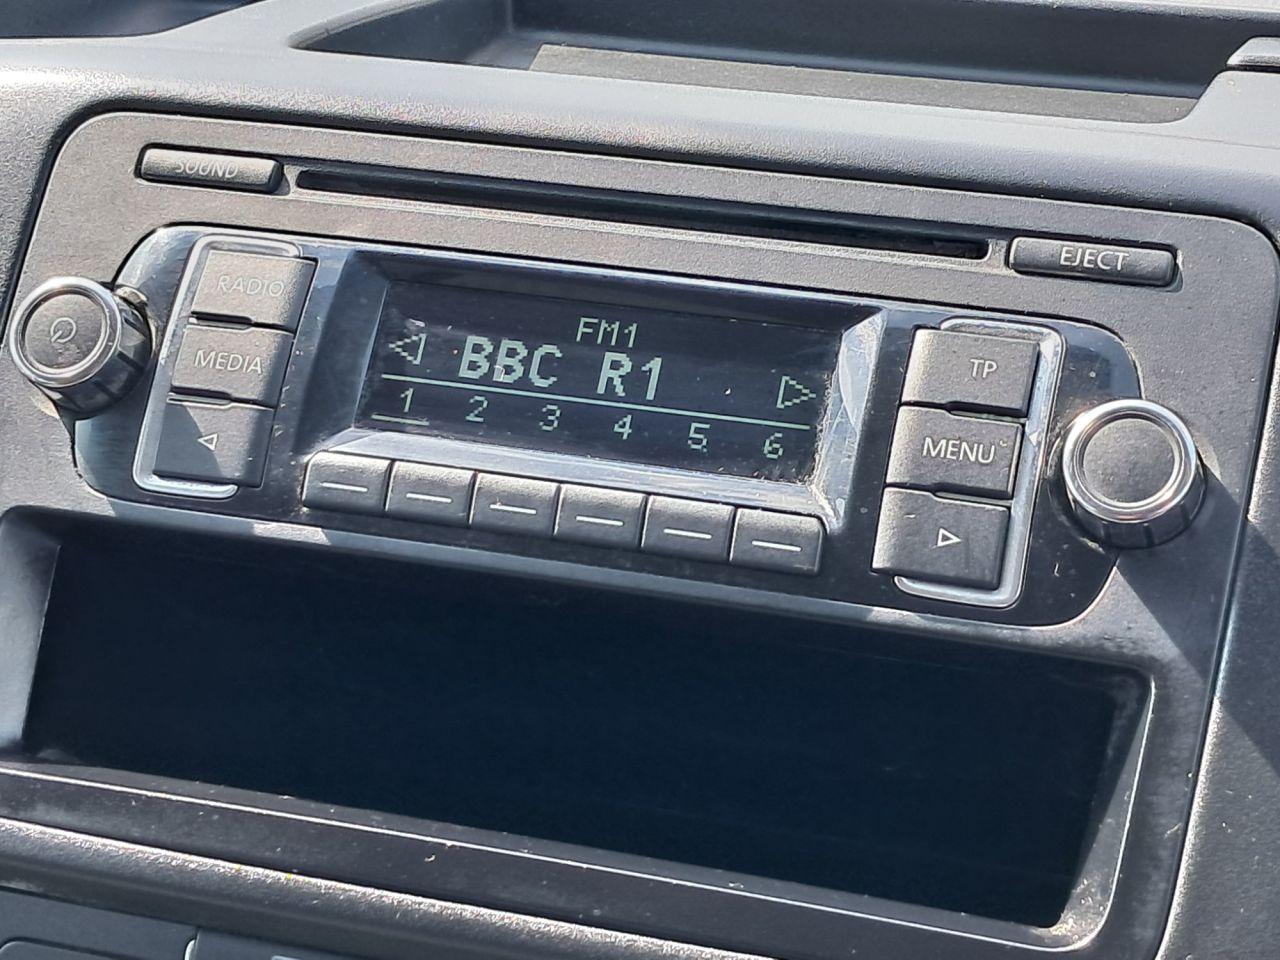 SOUND
EJECT
RADIO
MEDIA
FM1
BBC R1
1 2 3 4 5 6
TP
MENU